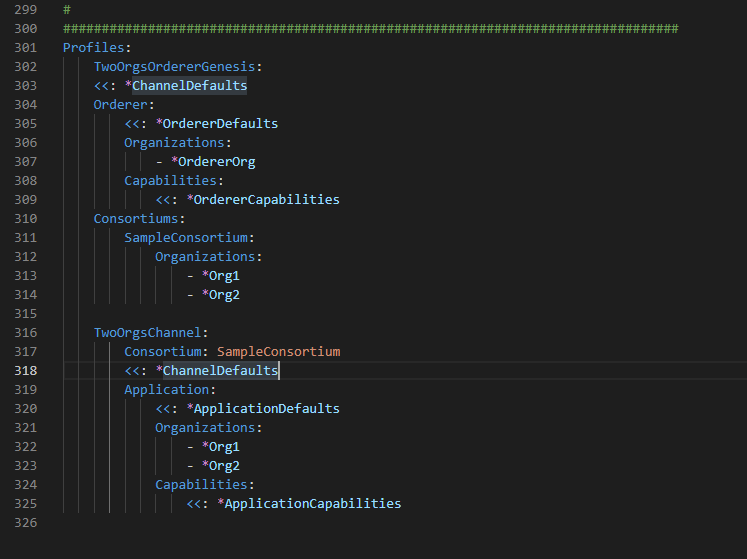 299 #
300 ################################################################################
301 Profiles:
302 TwoOrgsOrdererGenesis:
303 <<: *ChannelDefaults
304 Orderer:
305 <<: *OrdererDefaults
306 Organizations:
307 - *OrdererOrg
308 Capabilities:
309 <<: *OrdererCapabilities
310 Consortiums:
311 SampleConsortium:
312 Organizations:
313 - *Org1
314 - *Org2
315
316 TwoOrgsChannel:
317 Consortium: SampleConsortium
318 <<: *ChannelDefaults
319 Application:
320 <<: *ApplicationDefaults
321 Organizations:
322 - *Org1
323 - *Org2
324 Capabilities:
325 <<: *ApplicationCapabilities
326